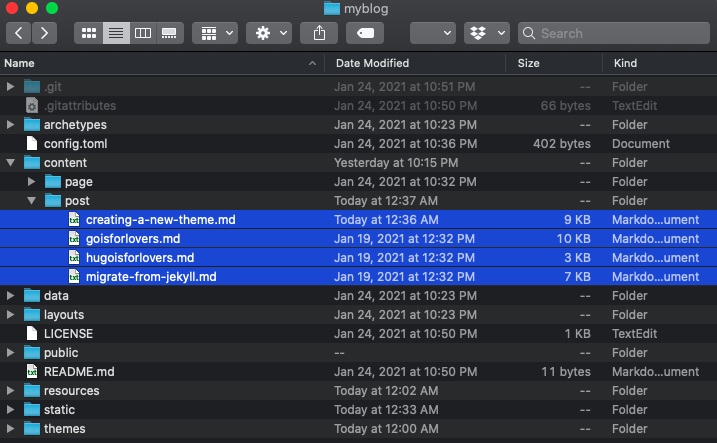 myblog
Search
Name Date Modified Size Kind
.git Jan 24, 2021 at 10:51 PM -- Folder
.gitattributes Jan 24, 2021 at 10:50 PM 66 bytes TextEdit
archetypes Jan 24, 2021 at 10:23 PM -- Folder
config.toml Jan 24, 2021 at 10:36 PM 402 bytes Document
content Yesterday at 10:15 PM -- Folder
page Jan 24, 2021 at 10:32 PM -- Folder
post Today at 12:37 AM -- Folder
txt creating-a-new-theme.md Today at 12:36 AM 9 KB Markdo...ument
txt goisforlovers.md Jan 19, 2021 at 12:32 PM 10 KB Markdo...ument
txt hugoisforlovers.md Jan 19, 2021 at 12:32 PM 3 KB Markdo...ument
txt migrate-from-jekyll.md Jan 19, 2021 at 12:32 PM 7 KB Markdo...ument
data Jan 24, 2021 at 10:23 PM -- Folder
layouts Jan 24, 2021 at 10:23 PM -- Folder
LICENSE Jan 24, 2021 at 10:50 PM 1 KB TextEdit
public -- -- Folder
txt README.md Jan 24, 2021 at 10:50 PM 11 bytes Markdo...ument
resources Today at 12:02 AM -- Folder
static Today at 12:33 AM -- Folder
themes Today at 12:00 AM -- Folder